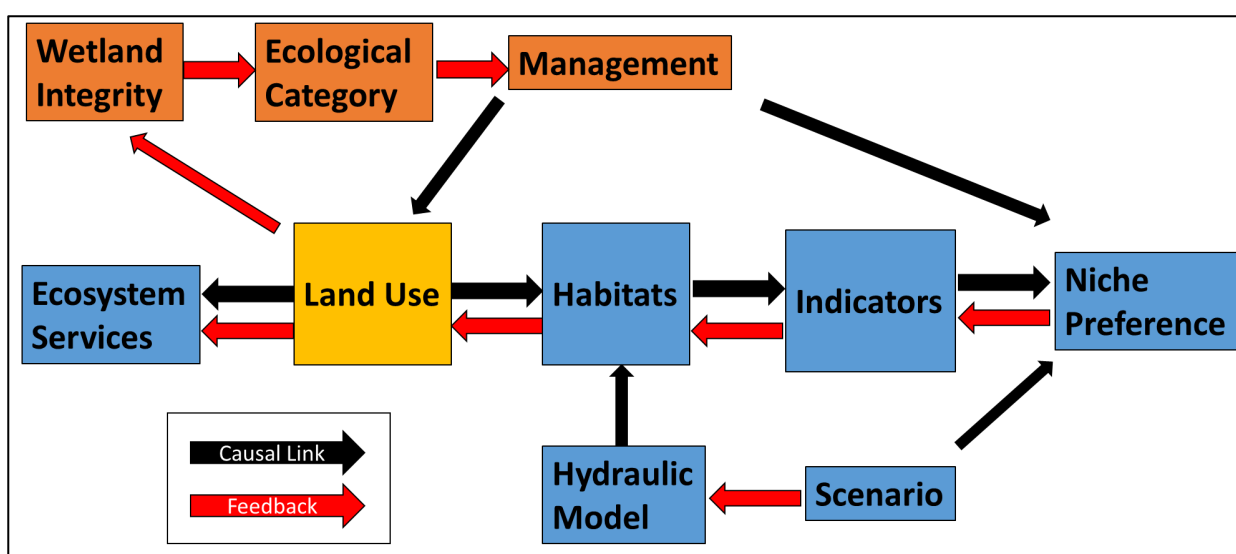 Wetland
Integrity
Ecological
Category
Management
Ecosystem
Services
Land Use
Habitats
Indicators
Niche
Preference
Causal Link
Feedback
Hydraulic
Model
Scenario